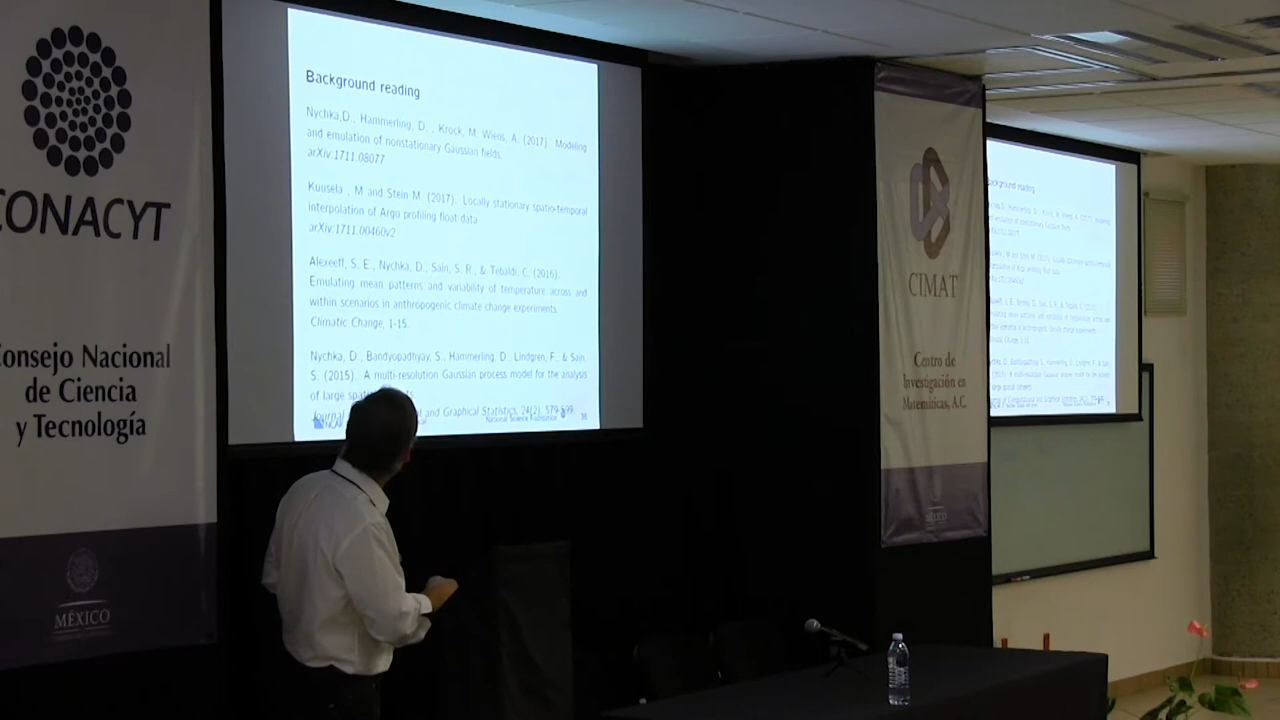 CONACYT
Consejo Nacional
de Ciencia
y Tecnología
MÉXICO
Background reading
Nychka,D., Hammerling, D. , Krock, M. Wiens, A. (2017). Modeling
and emulation of nonstationary Gaussian fields.
arXiv:1711.08077
Kuusela , M and Stein M. (2017). Locally stationary spatio-temporal
interpolation of Argo profiling float data
arXiv:1711.00460v2
Alexeeff, S. E., Nychka, D., Sain, S. R., & Tebaldi, C. (2016).
Emulating mean patterns and variability of temperature across and
within scenarios in anthropogenic climate change experiments.
Climatic Change, 1-15.
Nychka, D., Bandyopadhyay, S., Hammerling, D., Lindgren, F., & Sain,
S. (2015). A multi-resolution Gaussian process model for the analysis
of large
Journal and Graphical Statistics, 24(2), 579-599.
NCAR National Science Foundation 36
CIMAT
Centro de
Investigación en
Matemáticas, A.C.
MÉXICO